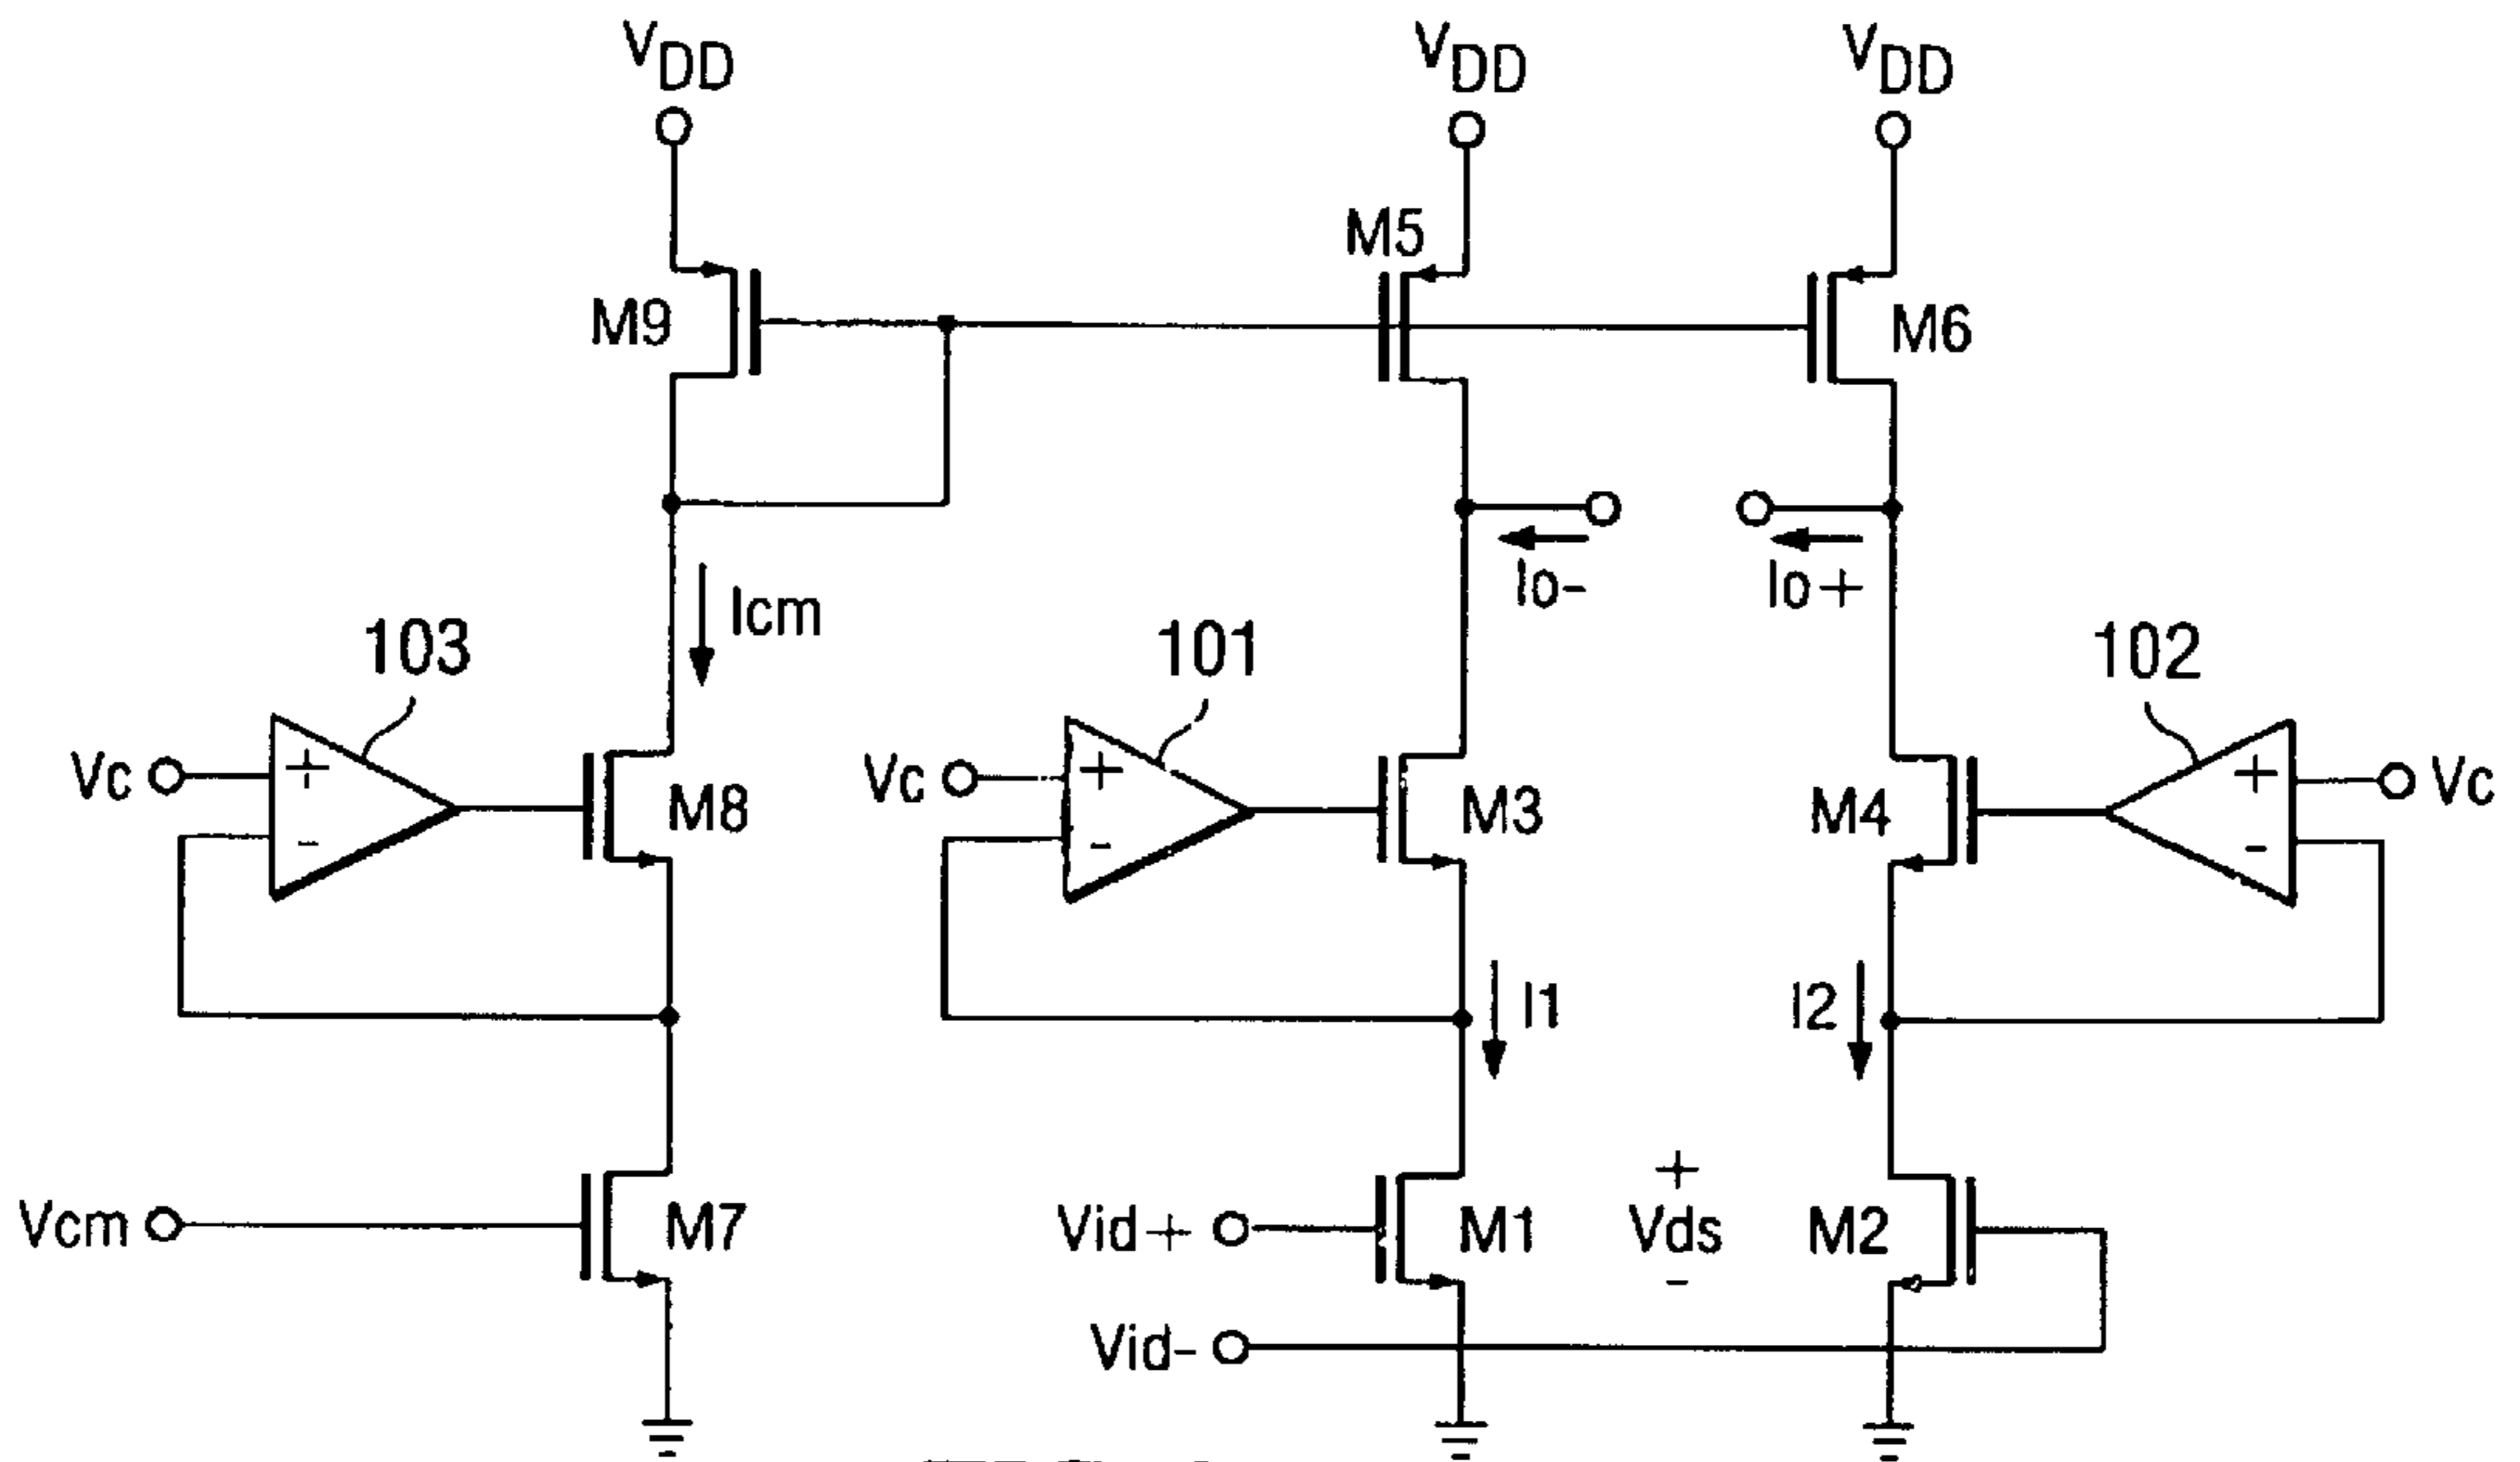 VDD VDD VDD
M5
M9 M6
Icm Io- Io+
103 101 102
Vc + - M8 Vc + - M3 M4 + - Vc
I1 I2
Vcm M7 Vid+ M1 + Vds - M2
Vid-